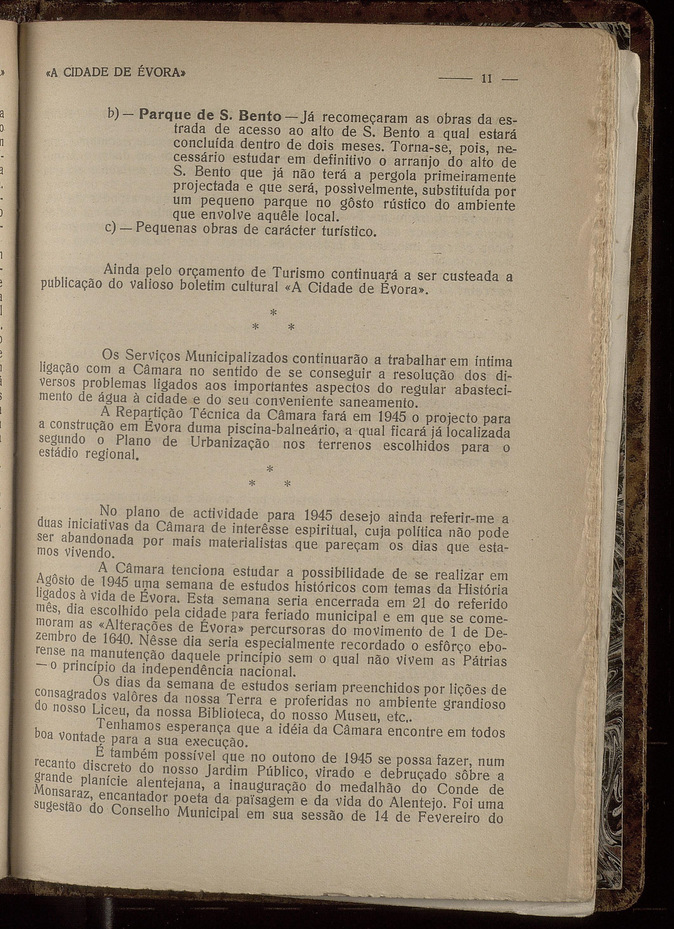 «A CIDADE DE ÉVORA» —— 11 —
b) — Parque de S. Bento — Já recomeçaram as obras da es-
trada de acesso ao alto de S. Bento a qual estará
concluída dentro de dois meses. Torna-se, pois, ne-
cessário estudar em definitivo o arranjo do alto de
S. Bento que já não terá a pergola primeiramente
projectada e que será, possìvelmente, substituída por
um pequeno parque no gôsto rústico do ambiente
que envolve aquêle local.
c) — Pequenas obras de carácter turístico.
Ainda pelo orçamento de Turismo continuará a ser custeada a
publicação do valioso boletim cultural «A Cidade de Évora».
*
* *
Os Serviços Municipalizados continuarão a trabalhar em íntima
ligação com a Câmara no sentido de se conseguir a resolução dos di-
versos problemas ligados aos importantes aspectos do regular abasteci-
mento de água à cidade e do seu conveniente saneamento.
A Repartição Técnica da Câmara fará em 1945 o projecto para
a construção em Évora duma piscina-balneário, a qual ficará já localizada
segundo o Plano de Urbanização nos terrenos escolhidos para o
estádio regional.
*
* *
No plano de actividade para 1945 desejo ainda referir-me a
duas iniciativas da Câmara de interêsse espiritual, cuja política não pode
ser abandonada por mais materialistas que pareçam os dias que esta-
mos vivendo.
A Câmara tenciona estudar a possibilidade de se realizar em
Agôsto de 1945 uma semana de estudos históricos com temas da História
ligados à vida de Évora. Esta semana seria encerrada em 21 do referido
mês, dia escolhido pela cidade para feriado municipal e em que se come-
moram as «Alterações de Évora» percursoras do movimento de 1 de De-
zembro de 1640. Nêsse dia seria especialmente recordado o esfôrço ebo-
rense na manutenção daquele princípio sem o qual não vivem as Pátrias
— o princípio da independência nacional.
Os dias da semana de estudos seriam preenchidos por lições de
consagrados valôres da nossa Terra e proferidas no ambiente grandioso
do nosso Liceu, da nossa Biblioteca, do nosso Museu, etc..
Tenhamos esperança que a idéia da Câmara encontre em todos
boa vontade para a sua execução.
É também possível que no outono de 1945 se possa fazer, num
recanto discreto do nosso Jardim Público, virado e debruçado sôbre a
grande planície alentejana, a inauguração do medalhão do Conde de
Monsaraz, encantador poeta da païsagem e da vida do Alentejo. Foi uma
sugestão do Conselho Municipal em sua sessão de 14 de Fevereiro do